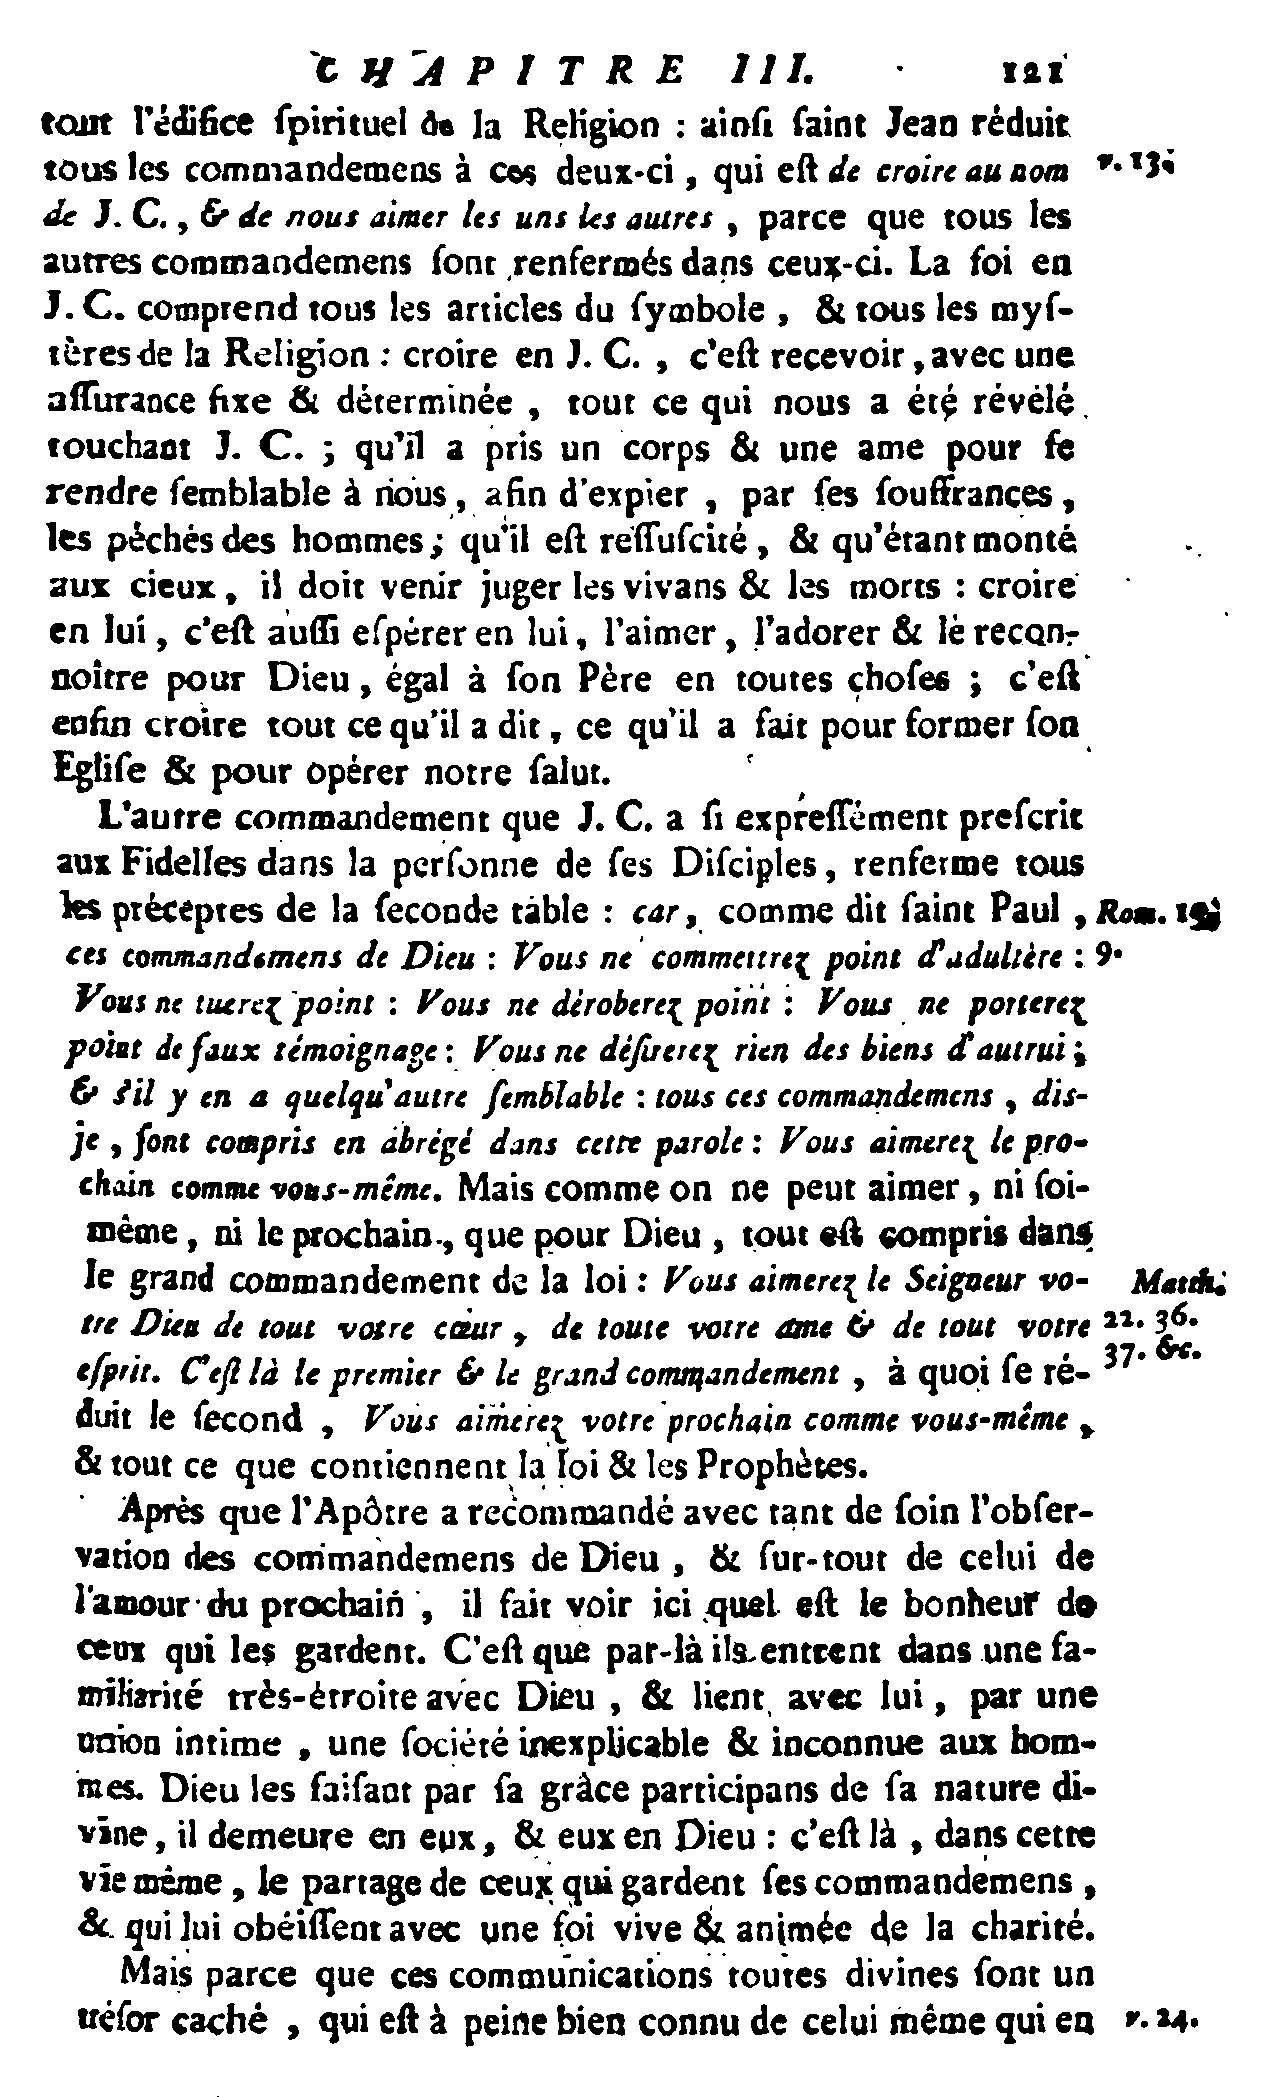 CHAPITRE III. 121
tout l'édifice ſpirituel de la Religion : ainſi ſaint Jean réduit
tous les commandemens à ces deux-ci, qui eſt de croire au nom v. 13.
de J. C., & de nous aimer les uns les autres, parce que tous les
autres commandemens ſont renfermés dans ceux-ci. La foi en
J. C. comprend tous les articles du ſymbole, & tous les myſ-
tères de la Religion : croire en J. C., c'eſt recevoir, avec une
aſſurance fixe & déterminée, tout ce qui nous a été révélé
touchant J. C. ; qu'il a pris un corps & une ame pour ſe
rendre ſemblable à nous, afin d'expier, par ſes ſouffrances,
les péchés des hommes ; qu'il eſt reſſuſcité, & qu'étant monté
aux cieux, il doit venir juger les vivans & les morts : croire
en lui, c'eſt auſſi eſpérer en lui, l'aimer, l'adorer & le recon-
noître pour Dieu, égal à ſon Père en toutes choſes ; c'eſt
enfin croire tout ce qu'il a dit, ce qu'il a fait pour former ſon
Egliſe & pour opérer notre ſalut.
L'autre commandement que J. C. a ſi expreſſément preſcrit
aux Fidelles dans la perſonne de ſes Diſciples, renferme tous
les préceptes de la ſeconde table : car, comme dit ſaint Paul, Rom.
ces commandemens de Dieu : Vous ne commettrez point d'adultère : 9.
Vous ne tuerez point : Vous ne déroberez point : Vous ne porterez
point de faux témoignage : Vous ne déſirerez rien des biens d'autrui ;
& s'il y en a quelqu'autre ſemblable : tous ces commandemens, dis-
je, ſont compris en abrégé dans cette parole : Vous aimerez le pro-
chain comme vous-même. Mais comme on ne peut aimer, ni ſoi-
même, ni le prochain, que pour Dieu, tout eſt compris dans
le grand commandement de la loi : Vous aimerez le Seigneur vo- Matth.
tre Dieu de tout votre cœur, de toute votre ame & de tout votre 22. 36.
eſprit. C'eſt là le premier & le grand commandement, à quoi ſe ré- 37. &c.
duit le ſecond, Vous aimerez votre prochain comme vous-même,
& tout ce que contiennent la loi & les Prophètes.
Après que l'Apôtre a recommandé avec tant de ſoin l'obſer-
vation des commandemens de Dieu, & ſur-tout de celui de
l'amour du prochain, il fait voir ici quel eſt le bonheur de
ceux qui les gardent. C'eſt que par-là ils entrent dans une fa-
miliarité très-étroite avec Dieu, & lient avec lui, par une
union intime, une ſociété inexplicable & inconnue aux hom-
mes. Dieu les faiſant par ſa grâce participans de ſa nature di-
vine, il demeure en eux, & eux en Dieu : c'eſt là, dans cette
vie même, le partage de ceux qui gardent ſes commandemens,
& qui lui obéiſſent avec une foi vive & animée de la charité.
Mais parce que ces communications toutes divines ſont un
tréſor caché, qui eſt à peine bien connu de celui même qui en v. 24.